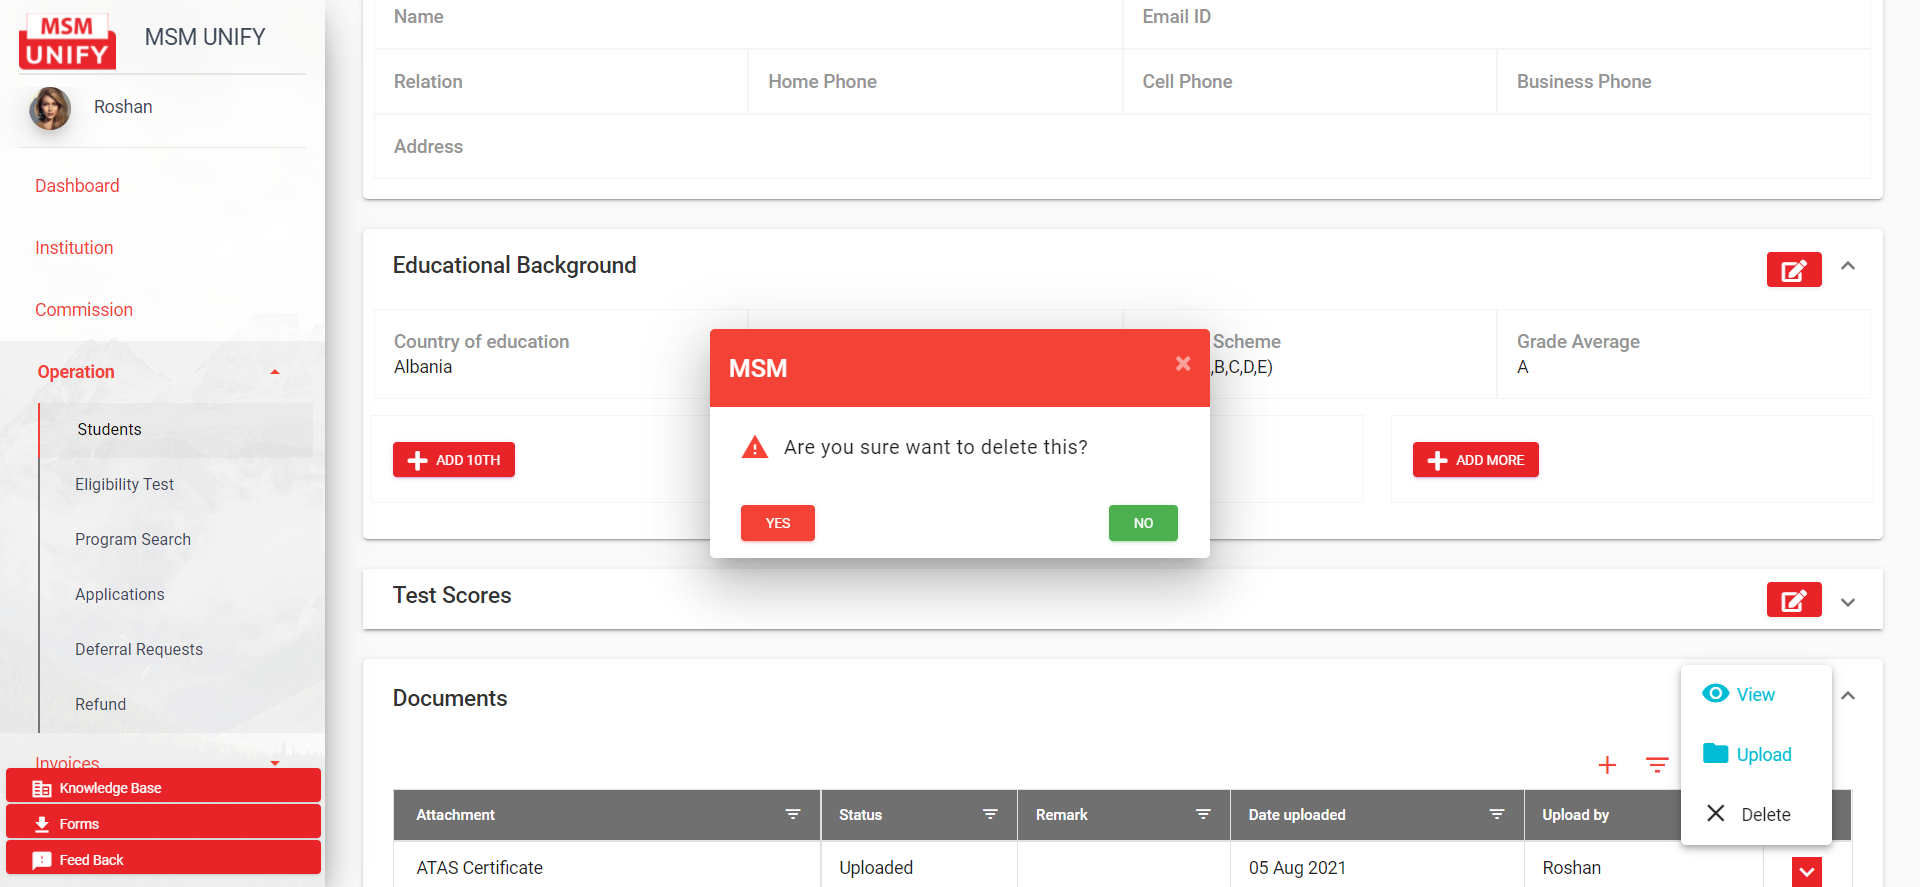 MSM
UNIFY
MSM UNIFY
Roshan
Dashboard
Institution
Commission
Operation
Students
Eligibility Test
Program Search
Applications
Deferral Requests
Refund
Invoices
Knowledge Base
Forms
Feed Back
Name
Email ID
Relation
Home Phone
Cell Phone
Business Phone
Address
Educational Background
Country of education
Albania
Scheme
,B,C,D,E)
Grade Average
A
ADD 10TH
ADD MORE
MSM
×
Are you sure want to delete this?
YES
NO
Test Scores
Documents
View
Upload
Delete
Attachment
Status
Remark
Date uploaded
Upload by
ATAS Certificate
Uploaded
05 Aug 2021
Roshan